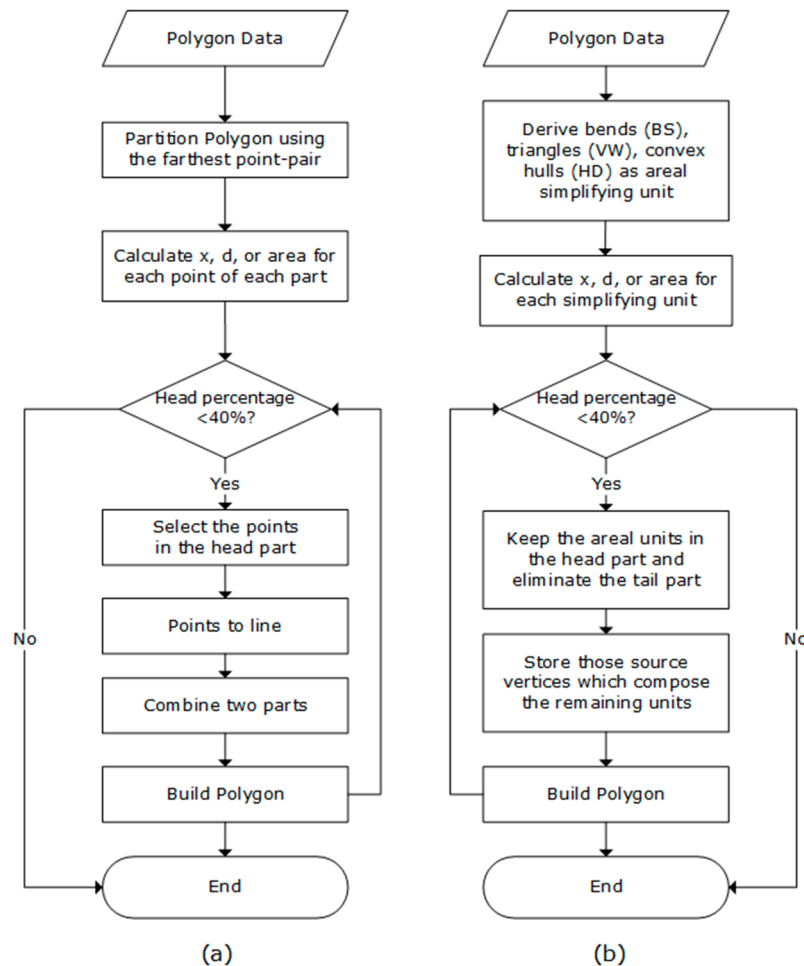 Polygon Data
Partition Polygon using
the farthest point-pair
Calculate x, d, or area for
each point of each part
Head percentage
<40%?
Yes
No
Select the points
in the head part
Points to line
Combine two parts
Build Polygon
End
(a)
Polygon Data
Derive bends (BS),
triangles (VW), convex
hulls (HD) as areal
simplifying unit
Calculate x, d, or area for
each simplifying unit
Head percentage
<40%?
Yes
No
Keep the areal units in
the head part and
eliminate the tail part
Store those source
vertices which compose
the remaining units
Build Polygon
End
(b)